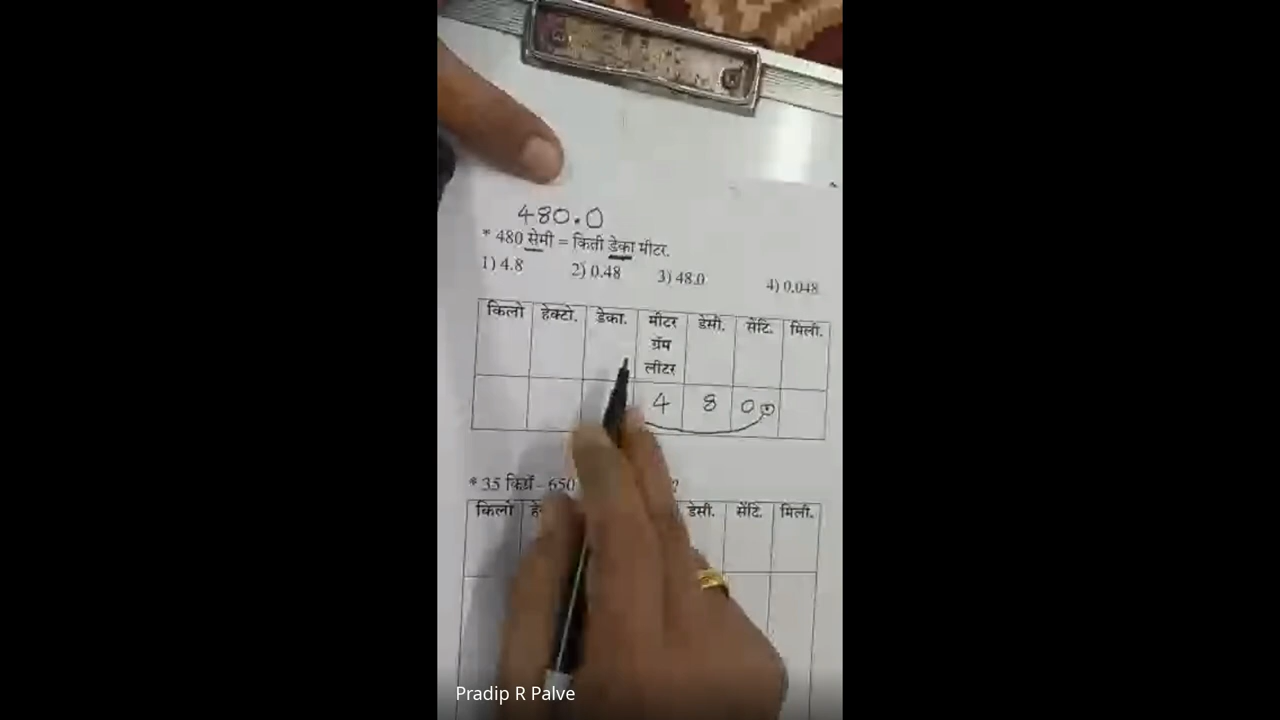 480.0
* 480 सेमी = किती डेका मीटर.
1) 4.8 2) 0.48 3) 48.0 4) 0.048
किलो हेक्टो. डेका. मीटर डेसी. सेंटि. मिली.
ग्रॅम
लीटर
4 8 0
* 35 किग्रॅ - 650 ?
किलो डेसी. सेंटि. मिली.
Pradip R Palve